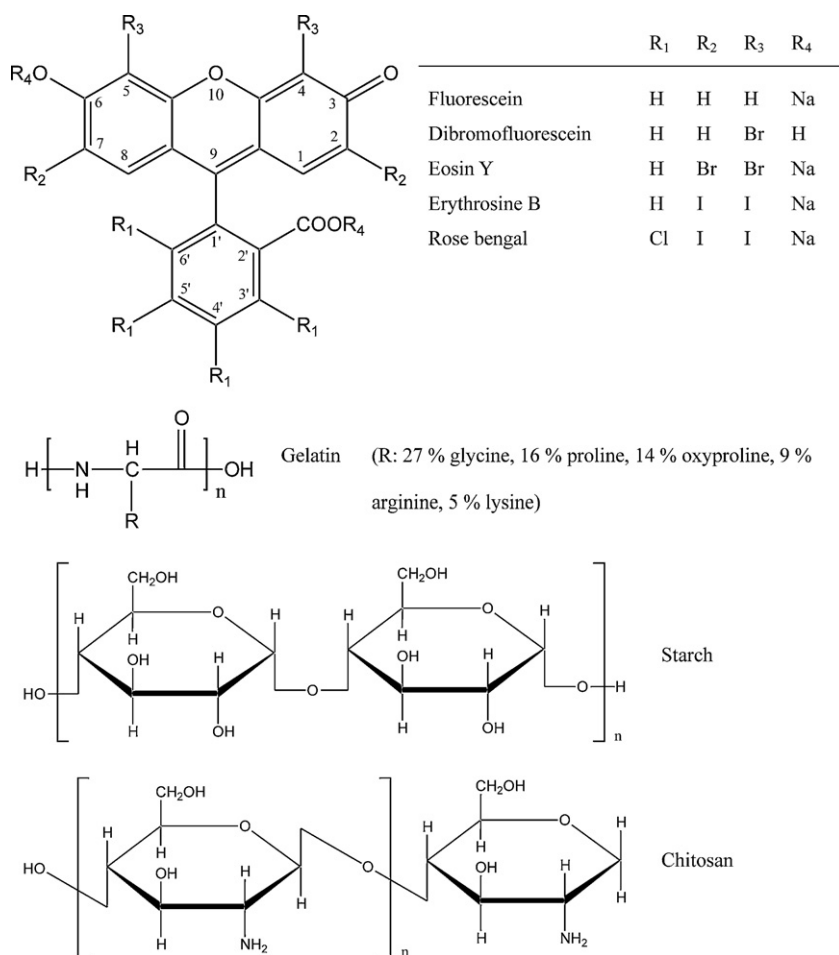 R₃ R₃
R₄O O O
5 10 4
6 3
7 8 9 1 2
R₂ R₂
R₁ COOR₄
1'
6' 2'
5' 3'
4'
R₁ R₁
R₁
R₁ R₂ R₃ R₄
Fluorescein H H H Na
Dibromofluorescein H H Br H
Eosin Y H Br Br Na
Erythrosine B H I I Na
Rose bengal Cl I I Na
O
H N H OH
H R n
Gelatin (R: 27 % glycine, 16 % proline, 14 % oxyproline, 9 %
arginine, 5 % lysine)
CH₂OH CH₂OH
H O H H O H
H H
OH H OH H
HO O O H
H OH H OH
n
Starch
CH₂OH CH₂OH
H O H O H
H H
HO OH H O OH H
H H H
H NH₂ H NH₂
n
Chitosan